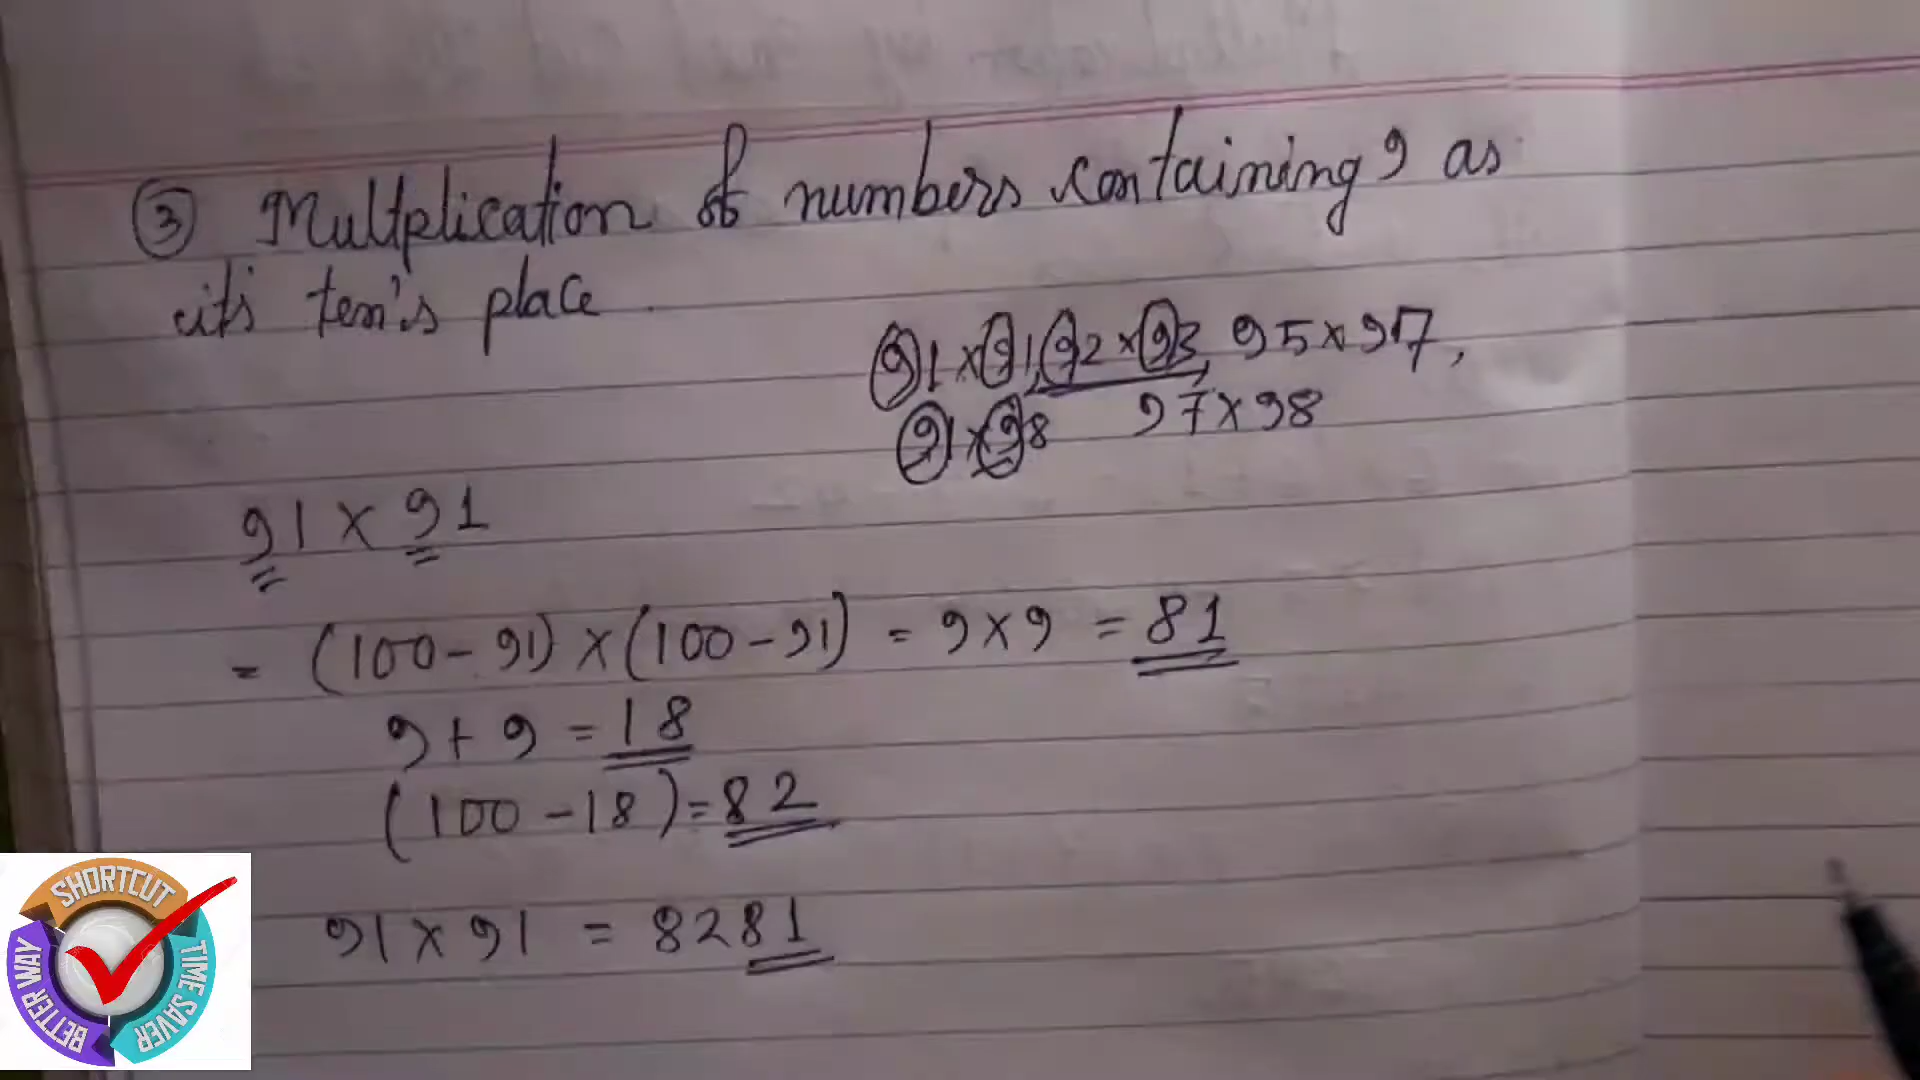 ③ Multplication of numbers containing 9 as
its ten's place
91 × 91, 92 × 93, 95 × 97,
91 × 98 97 × 98
91 × 91
= (100 - 91) × (100 - 91) = 9 × 9 = 81
9 + 9 = 18
(100 - 18) = 82
91 × 91 = 8281
SHORTCUT
TIME SAVER
BETTER WAY